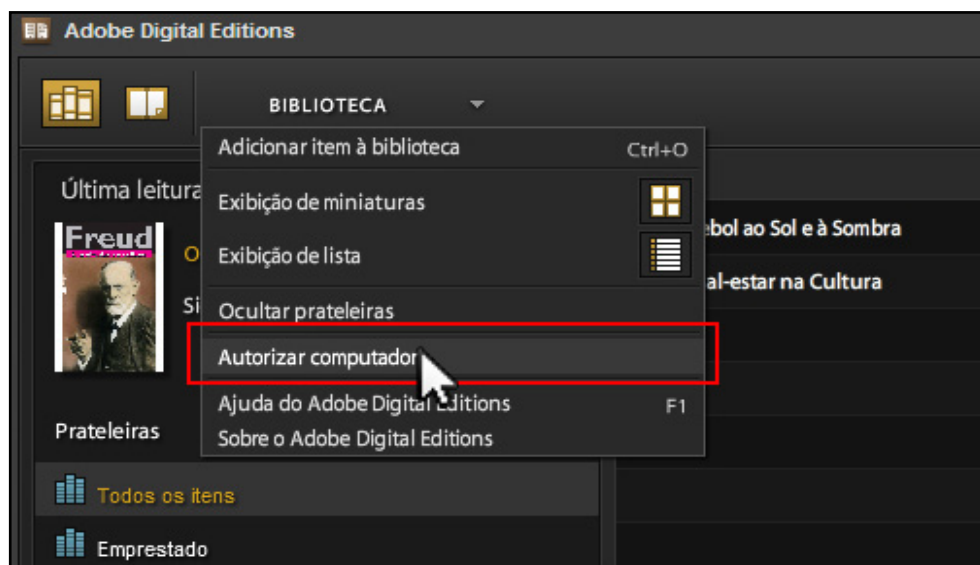 Adobe Digital Editions
BIBLIOTECA
Adicionar item à biblioteca Ctrl+O
Exibição de miniaturas
Exibição de lista
Ocultar prateleiras
Autorizar computador
Ajuda do Adobe Digital Editions F1
Sobre o Adobe Digital Editions
Última leitura
Freud
O
Si
Prateleiras
Todos os itens
Emprestado
ebol ao Sol e à Sombra
al-estar na Cultura